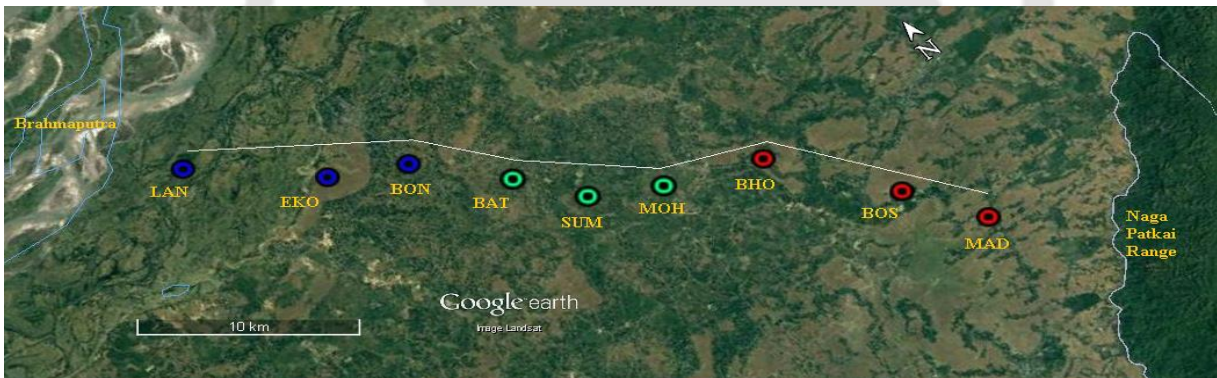 N
Brahmaputra
LAN
EKO
BON
BAT
SUM
MOH
BHO
BOS
MAD
Naga
Patkai
Range
Google earth
Image Landsat
10 km